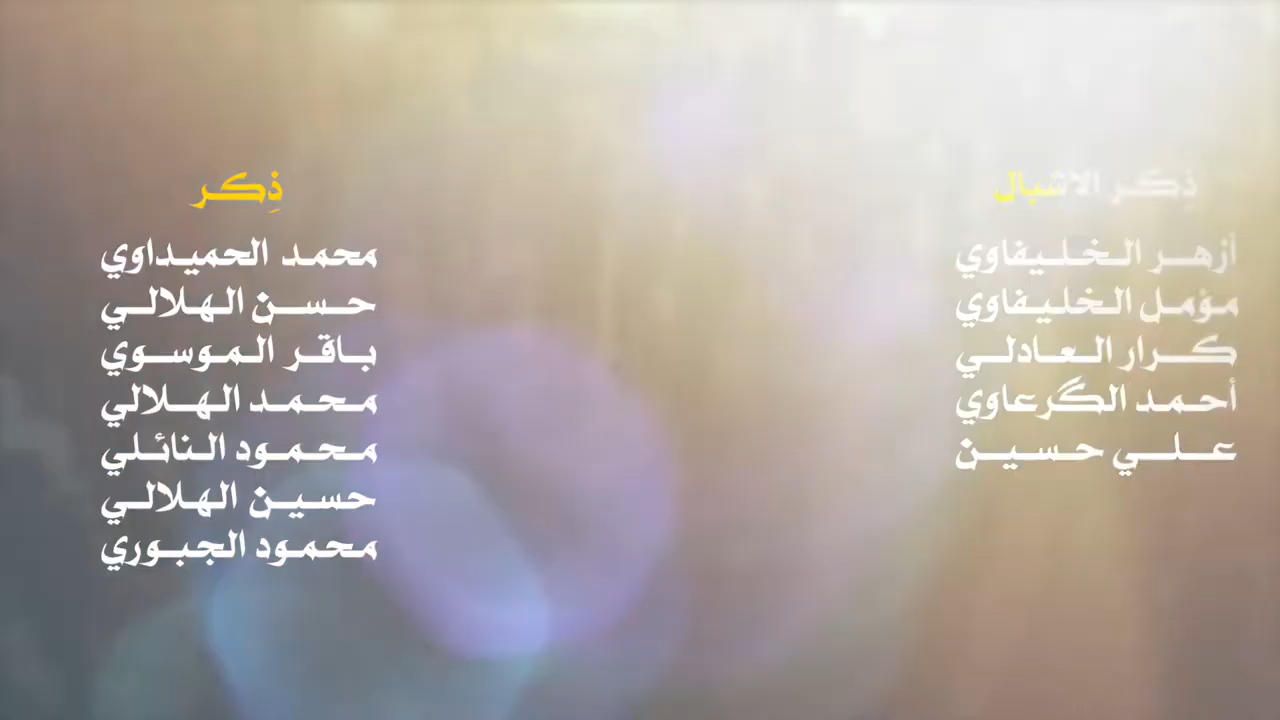 ذِكر الاشبال
أزهر الخليفاوي
مؤمل الخليفاوي
كرار العادلي
أحمد الگرعاوي
علي حسين
ذِكر
محمد الحميداوي
حسن الهلالي
باقر الموسوي
محمد الهلالي
محمود النائلي
حسين الهلالي
محمود الجبوري